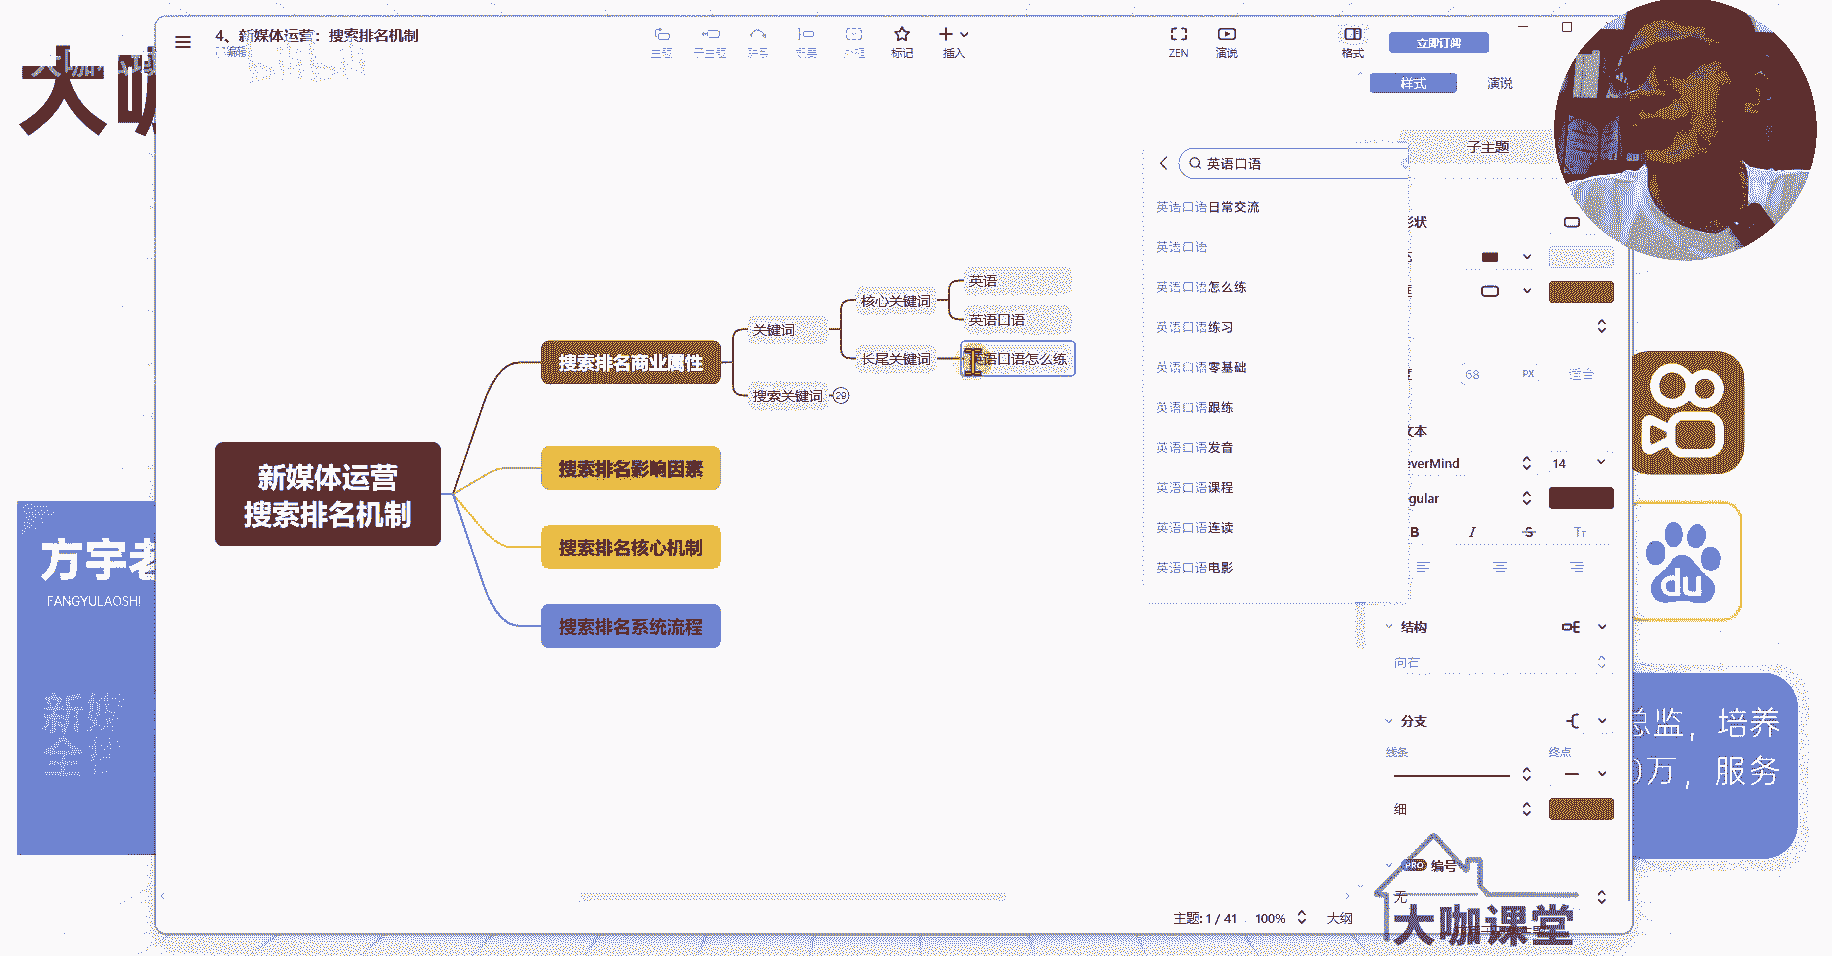 大咖
4、新媒体运营：搜索排名机制
已编辑
主题
子主题
联系
概要
外框
标记
插入
ZEN
演说
格式
立即订阅
样式
演说
子主题
英语口语
英语口语日常交流
英语口语
英语口语怎么练
英语口语练习
英语口语零基础
英语口语跟练
英语口语发音
英语口语课程
英语口语连读
英语口语电影
新媒体运营
搜索排名机制
搜索排名商业属性
关键词
核心关键词
英语
英语口语
长尾关键词
英语口语怎么练
搜索关键词
29
搜索排名影响因素
搜索排名核心机制
搜索排名系统流程
形状
68
PX
适合
文本
everMind
14
gular
B
I
S
Tт
结构
向右
分支
线条
终点
细
PRO
编号
无
主题: 1 / 41
100%
大纲
大咖课堂
方宇老
FANGYULAOSHI
新媒
全
du
总监，培养
0万，服务